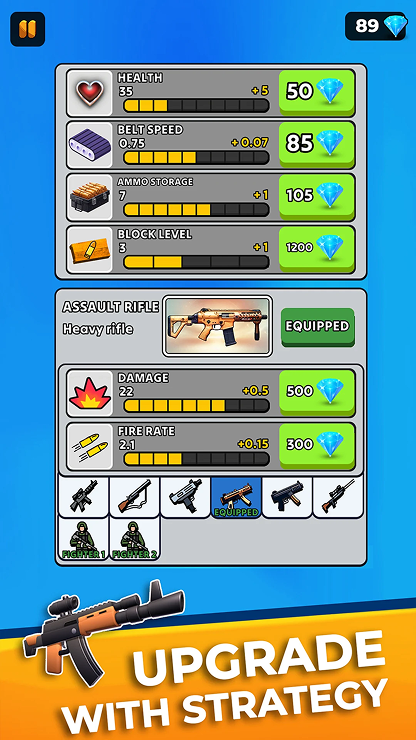 89
HEALTH
35 +5 50
BELT SPEED
0.75 +0.07 85
AMMO STORAGE
7 +1 105
BLOCK LEVEL
3 +1 1200
ASSAULT RIFLE
Heavy rifle
EQUIPPED
DAMAGE
22 +0.5 500
FIRE RATE
2.1 +0.15 300
EQUIPPED
FIGHTER 1 FIGHTER 2
UPGRADE
WITH STRATEGY